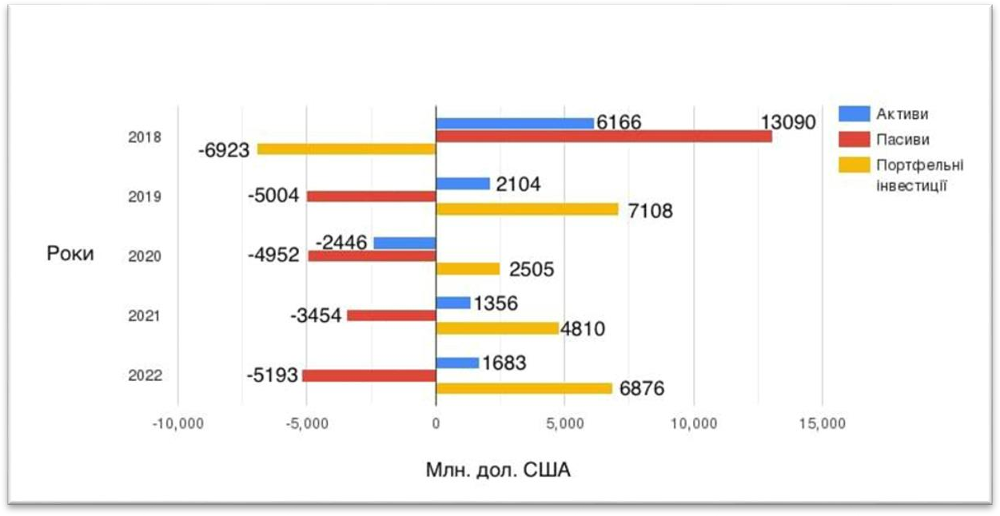 6166
13090
Активи
2018
Пасиви
-6923
Портфельні
інвестиції
2104
2019
-5004
7108
-2446
Роки
2020
-4952
2505
1356
2021
-3454
4810
1683
2022
-5193
6876
-10,000 -5,000 0 5,000 10,000 15,000
Млн. дол. США